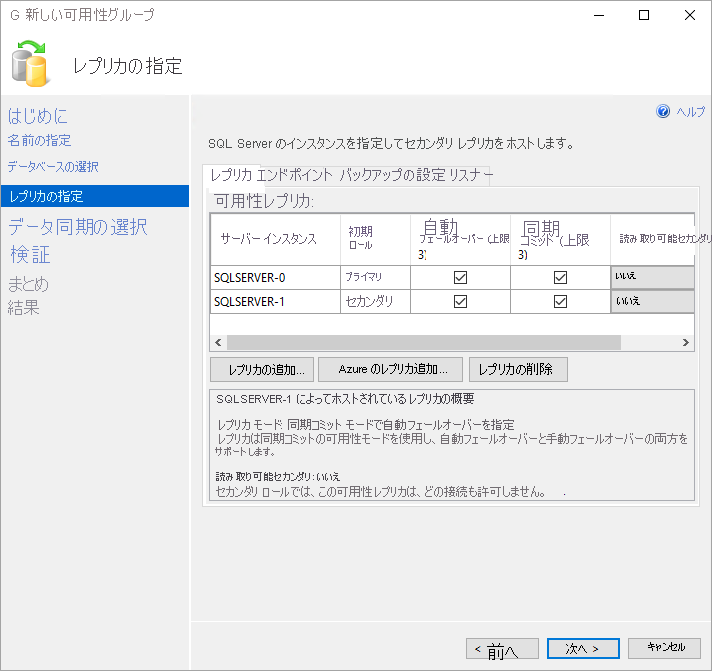 G 新しい可用性グループ
レプリカの指定
ヘルプ
はじめに
名前の指定
データベースの選択
レプリカの指定
データ同期の選択
検証
まとめ
結果
SQL Server のインスタンスを指定してセカンダリ レプリカをホストします。
レプリカ エンドポイント バックアップの設定 リスナー
可用性レプリカ:
サーバー インスタンス 初期 ロール 自動 フェールオーバー (上限 3) 同期 コミット (上限 3) 読み取り可能セカンダリ
SQLSERVER-0 プライマリ いいえ
SQLSERVER-1 セカンダリ いいえ
レプリカの追加... Azure のレプリカ追加... レプリカの削除
SQLSERVER-1 によってホストされているレプリカの概要
レプリカ モード: 同期コミット モードで自動フェールオーバーを指定
レプリカは同期コミットの可用性モードを使用し、自動フェールオーバーと手動フェールオーバーの両方を
サポートします。
読み取り可能セカンダリ: いいえ
セカンダリ ロールでは、この可用性レプリカは、どの接続も許可しません。
< 前へ 次へ > キャンセル